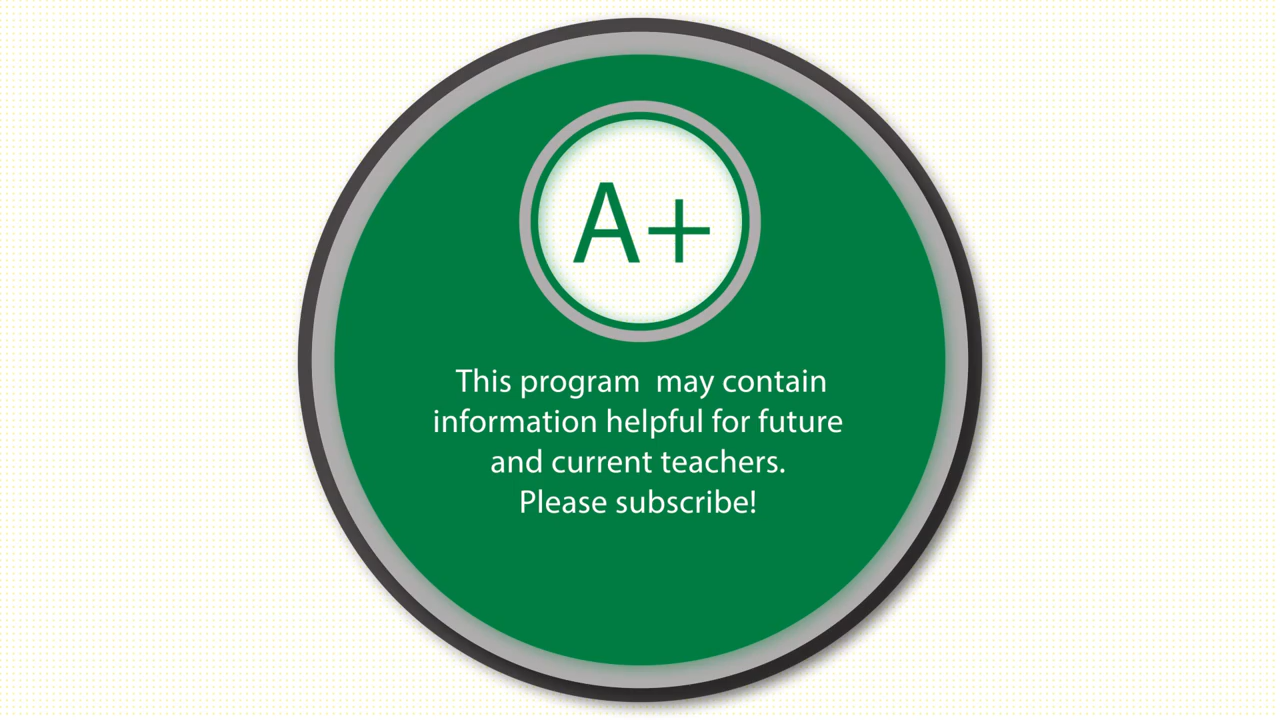 A+
This program  may contain
information helpful for future
and current teachers.
Please subscribe!